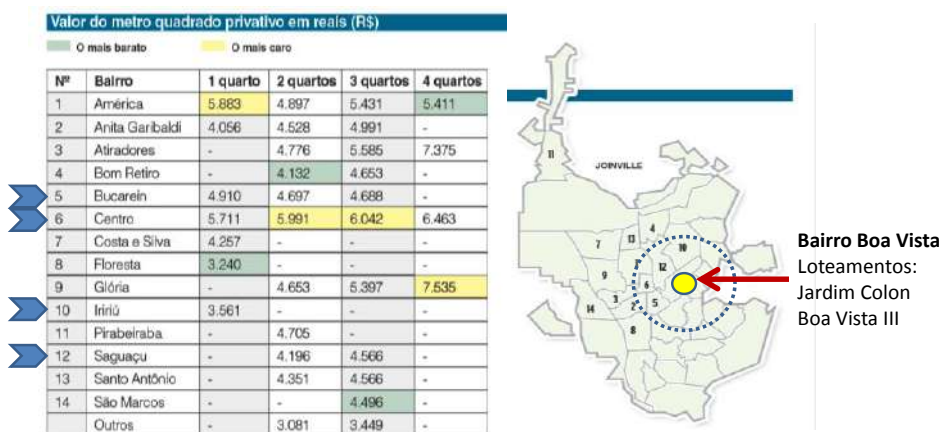 Valor do metro quadrado privativo em reais (R$)
O mais barato O mais caro
Nº Bairro 1 quarto 2 quartos 3 quartos 4 quartos
1 América 5.883 4.897 5.431 5.411
2 Anita Garibaldi 4.056 4.528 4.991 -
3 Atiradores - 4.776 5.585 7.375
4 Bom Retiro - 4.132 4.653 -
5 Bucarein 4.910 4.697 4.688 -
6 Centro 5.711 5.991 6.042 6.463
7 Costa e Silva 4.257 - - -
8 Floresta 3.240 - - -
9 Glória - 4.653 5.397 7.535
10 Iririú 3.561 - - -
11 Pirabeiraba - 4.705 - -
12 Saguaçu - 4.196 4.566 -
13 Santo Antônio - 4.351 4.566 -
14 São Marcos - - 4.496 -
Outros - 3.081 3.449 -
JOINVILLE
11
4
7 13 10
12
9
6
14 3 2 5
8
Bairro Boa Vista
Loteamentos:
Jardim Colon
Boa Vista III